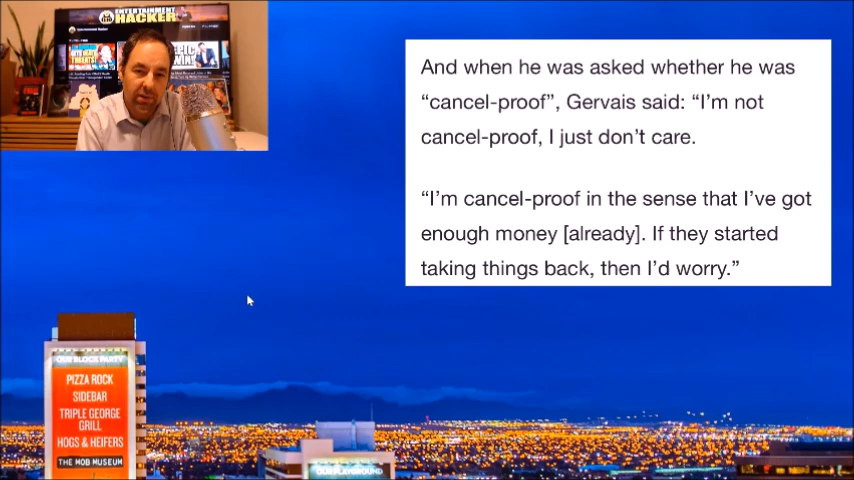 ENTERTAINMENT
HACKER
And when he was asked whether he was
“cancel-proof”, Gervais said: “I’m not
cancel-proof, I just don’t care.
“I’m cancel-proof in the sense that I’ve got
enough money [already]. If they started
taking things back, then I’d worry.”
OUR BLOCK PARTY
PIZZA ROCK
SIDEBAR
TRIPLE GEORGE
GRILL
HOGS & HEIFERS
THE MOB MUSEUM
OUR PLAYGROUND